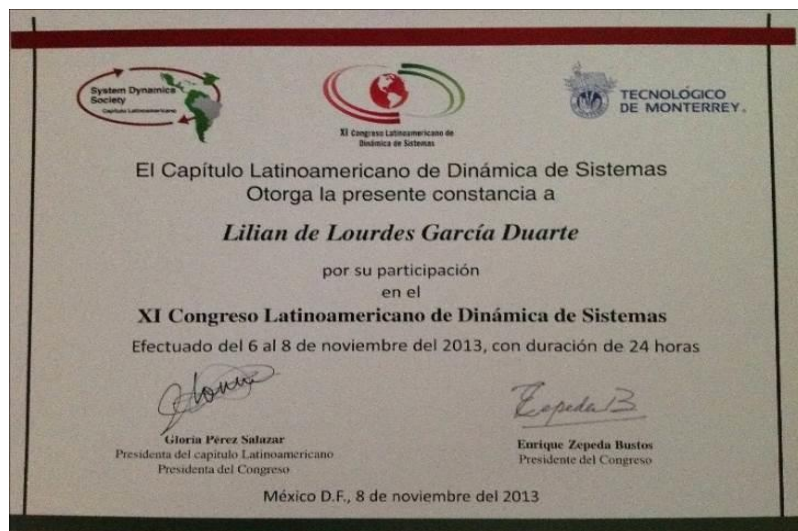 System Dynamics
Society
Capítulo Latinoamericano
XI Congreso Latinoamericano de
Dinámica de Sistemas
TECNOLÓGICO
DE MONTERREY.
El Capítulo Latinoamericano de Dinámica de Sistemas
Otorga la presente constancia a
Lilian de Lourdes García Duarte
por su participación
en el
XI Congreso Latinoamericano de Dinámica de Sistemas
Efectuado del 6 al 8 de noviembre del 2013, con duración de 24 horas
Zepeda B
Gloria Pérez Salazar
Presidenta del capitulo Latinoamericano
Presidenta del Congreso
Enrique Zepeda Bustos
Presidente del Congreso
México D.F., 8 de noviembre del 2013